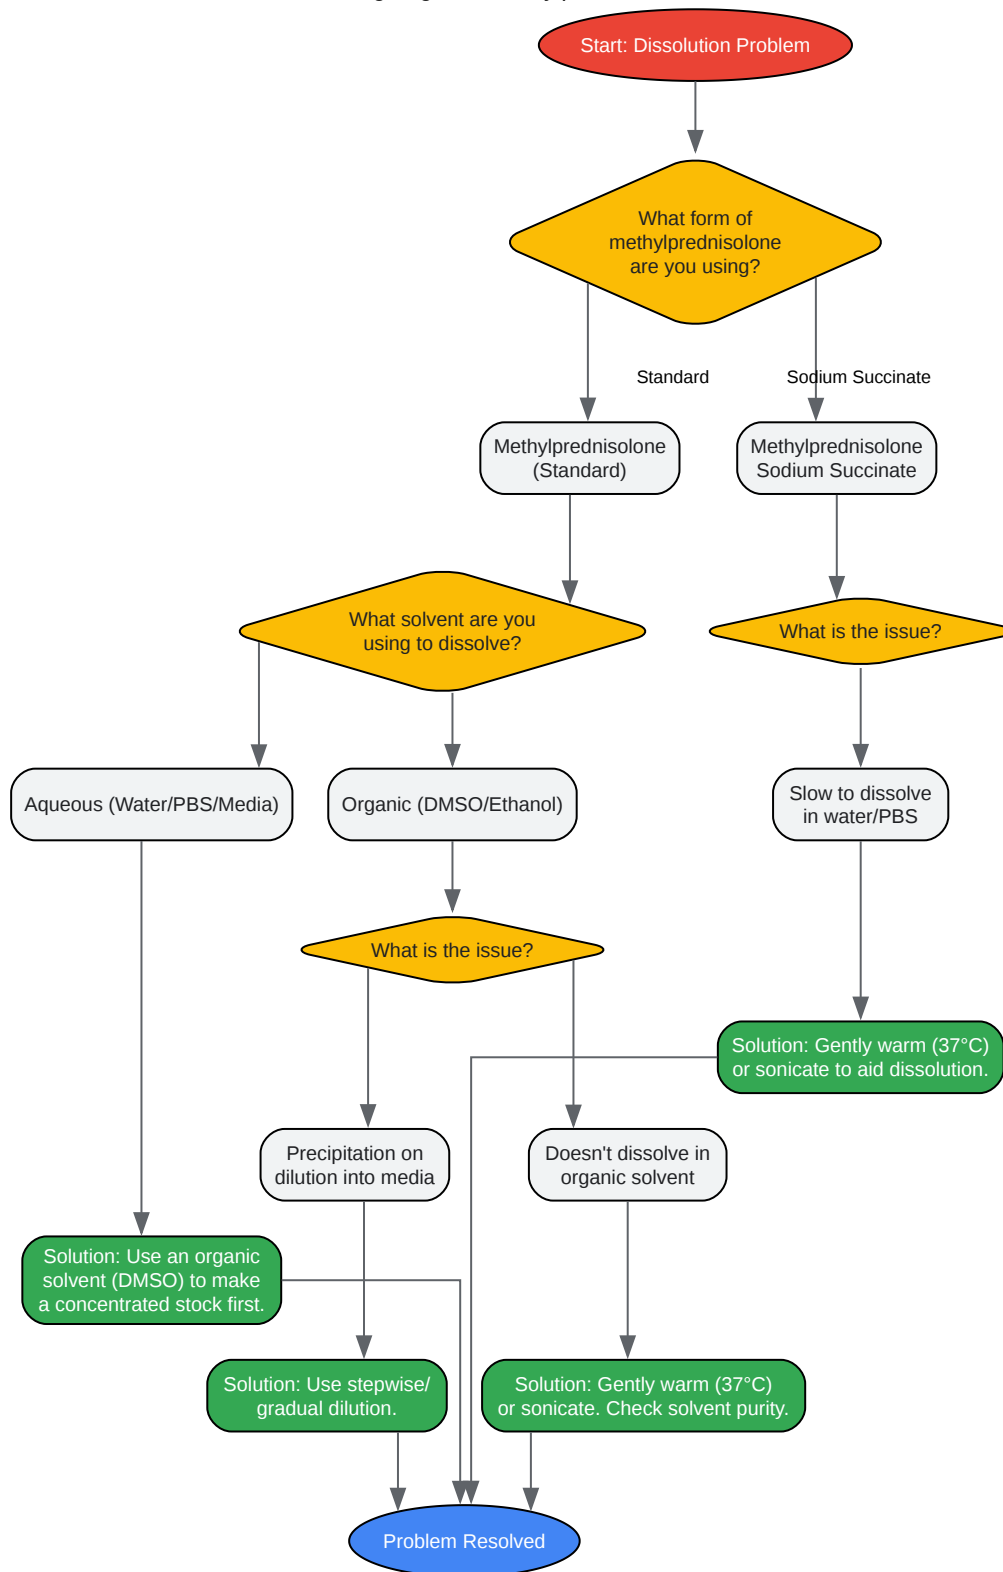 Start: Dissolution Problem
What form of
methylprednisolone
are you using?
Standard
Sodium Succinate
Methylprednisolone
(Standard)
Methylprednisolone
Sodium Succinate
What solvent are you
using to dissolve?
What is the issue?
Aqueous (Water/PBS/Media)
Organic (DMSO/Ethanol)
Slow to dissolve
in water/PBS
What is the issue?
Solution: Gently warm (37°C)
or sonicate to aid dissolution.
Precipitation on
dilution into media
Doesn't dissolve in
organic solvent
Solution: Use an organic
solvent (DMSO) to make
a concentrated stock first.
Solution: Use stepwise/
gradual dilution.
Solution: Gently warm (37°C)
or sonicate. Check solvent purity.
Problem Resolved